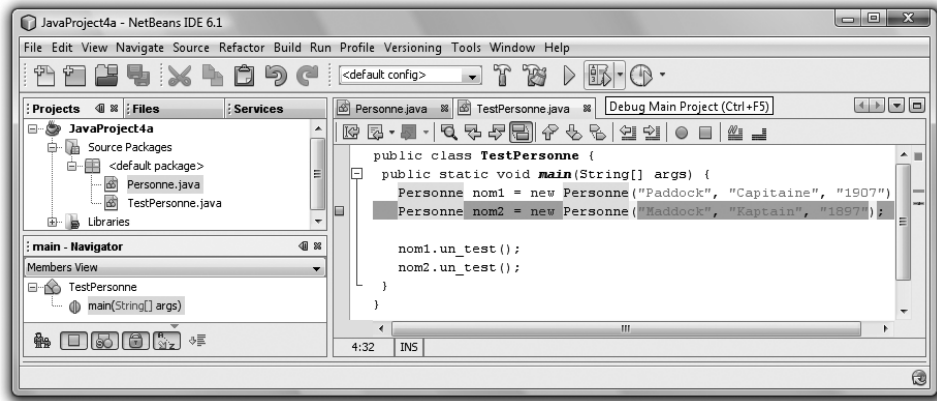 JavaProject4a - NetBeans IDE 6.1
File Edit View Navigate Source Refactor Build Run Profile Versioning Tools Window Help
<default config>
Projects
Files
Services
JavaProject4a
Source Packages
<default package>
Personne.java
TestPersonne.java
Libraries
main - Navigator
Members View
TestPersonne
main(String[] args)
Personne.java
TestPersonne.java
Debug Main Project (Ctrl+F5)
public class TestPersonne {
public static void main(String[] args) {
Personne nom1 = new Personne("Paddock", "Capitaine", "1907")
Personne nom2 = new Personne("Maddock", "Kaptain", "1897");
nom1.un_test();
nom2.un_test();
}
}
4:32
INS